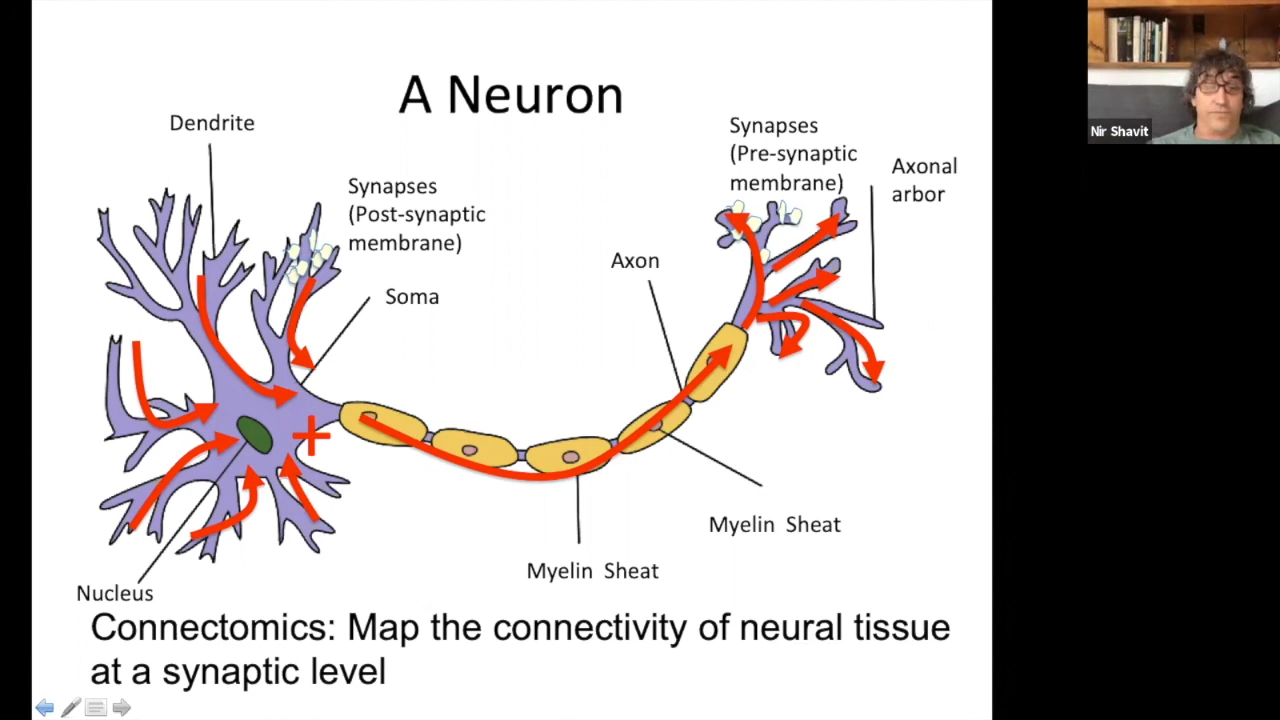 A Neuron
Dendrite
Synapses
(Post-synaptic
membrane)
Soma
Synapses
(Pre-synaptic
membrane)
Axonal
arbor
Axon
Myelin Sheat
Myelin Sheat
Nucleus
Connectomics: Map the connectivity of neural tissue
at a synaptic level
Nir Shavit